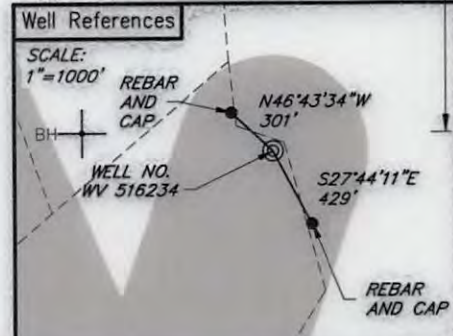 Well References
SCALE:
1"=1000'
REBAR
AND
CAP
N46°43'34"W
301'
BH
WELL NO.
WV 516234
S27°44'11"E
429'
REBAR
AND CAP